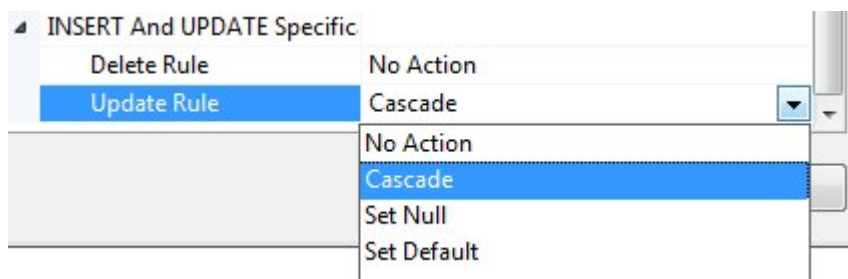 INSERT And UPDATE Specific
Delete Rule No Action
Update Rule Cascade
No Action
Cascade
Set Null
Set Default